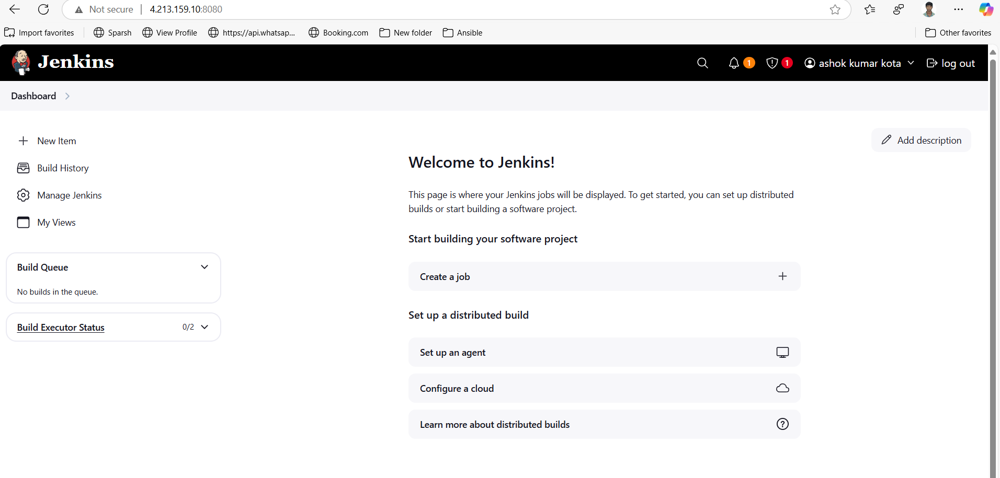 Not secure
4.213.159.10:8080
Import favorites
Sparsh
View Profile
https://api.whatsap...
Booking.com
New folder
Ansible
Other favorites
Jenkins
1
1
ashok kumar kota
log out
Dashboard
New Item
Build History
Manage Jenkins
My Views
Build Queue
No builds in the queue.
Build Executor Status
0/2
Add description
Welcome to Jenkins!
This page is where your Jenkins jobs will be displayed. To get started, you can set up distributed
builds or start building a software project.
Start building your software project
Create a job
Set up a distributed build
Set up an agent
Configure a cloud
Learn more about distributed builds